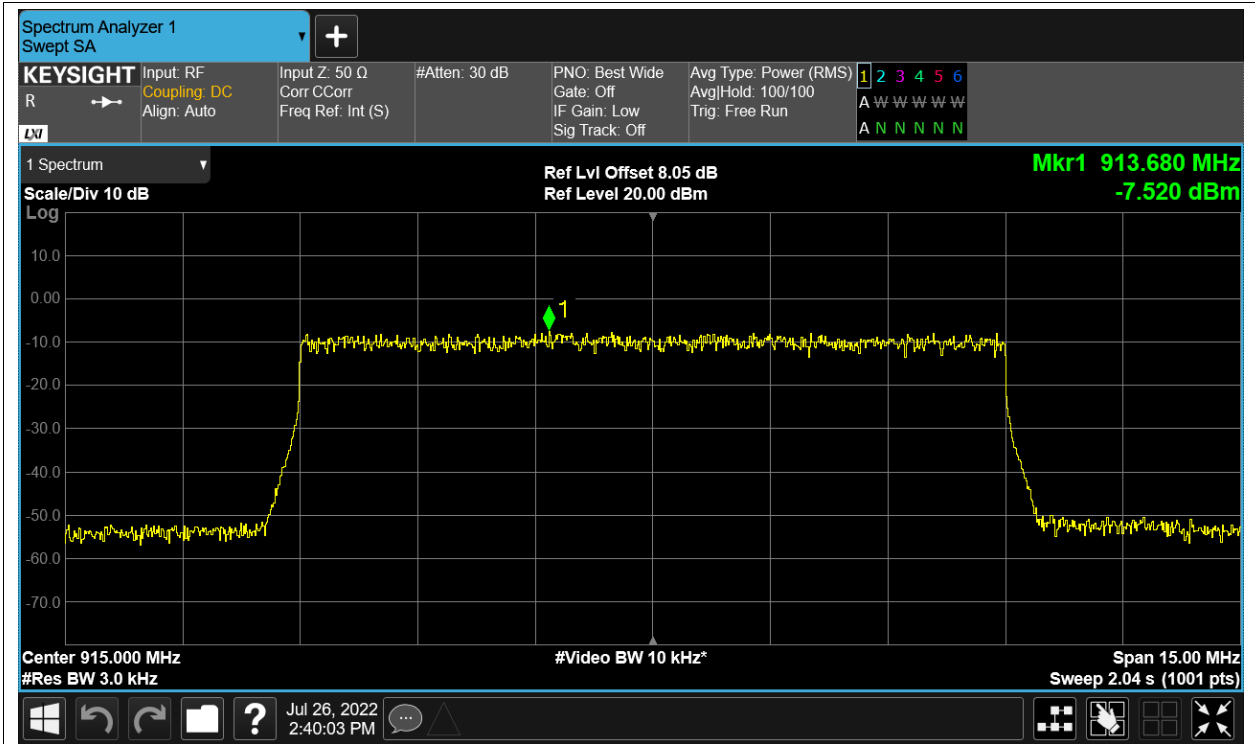 Spectrum Analyzer 1
Swept SA
+
KEYSIGHT
R
LXI
Input: RF
Coupling: DC
Align: Auto
Input Z: 50 Ω
Corr CCorr
Freq Ref: Int (S)
#Atten: 30 dB
PNO: Best Wide
Gate: Off
IF Gain: Low
Sig Track: Off
Avg Type: Power (RMS)
Avg|Hold: 100/100
Trig: Free Run
1 2 3 4 5 6
A W W W W W
A N N N N N
1 Spectrum
Scale/Div 10 dB
Ref Lvl Offset 8.05 dB
Ref Level 20.00 dBm
Mkr1 913.680 MHz
-7.520 dBm
Log
10.0
0.00
-10.0
-20.0
-30.0
-40.0
-50.0
-60.0
-70.0
1
Center 915.000 MHz
#Res BW 3.0 kHz
#Video BW 10 kHz*
Span 15.00 MHz
Sweep 2.04 s (1001 pts)
?
Jul 26, 2022
2:40:03 PM